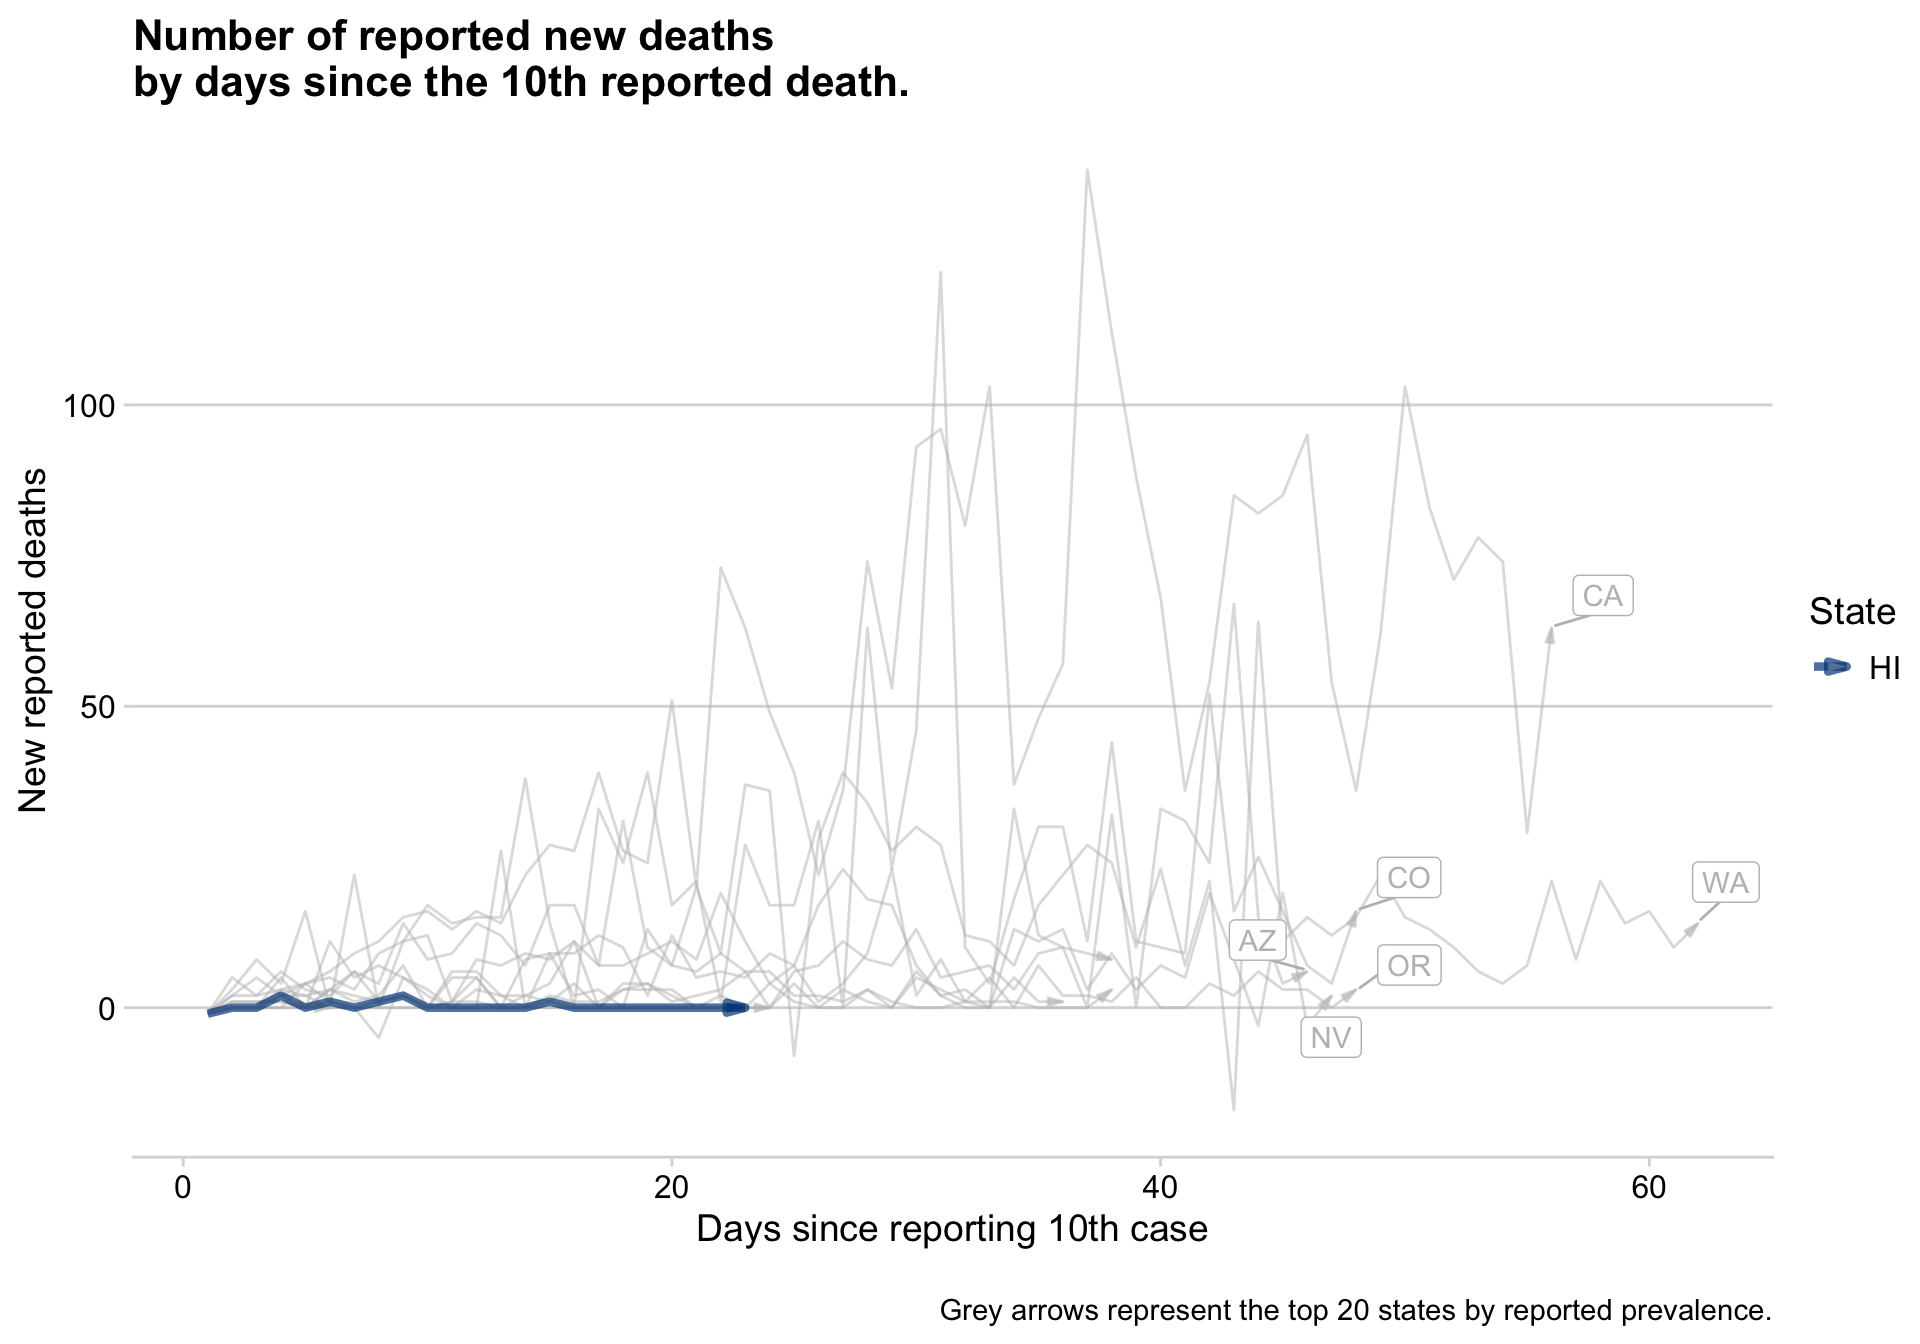 Number of reported new deaths
by days since the 10th reported death.
New reported deaths
100
50
0
CA
CO
WA
AZ
OR
NV
State
HI
0
20
40
60
Days since reporting 10th case
Grey arrows represent the top 20 states by reported prevalence.